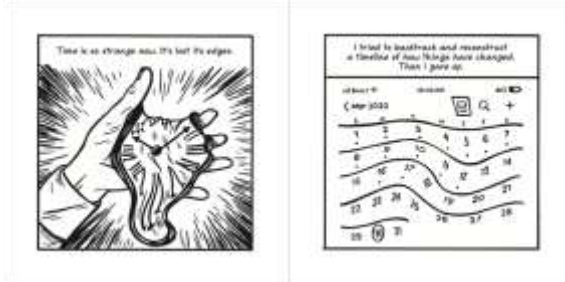 Time is so strange now. It's lost its edges.
I tried to backtrack and reconstruct
a timeline of how things have changed.
Then I gave up.
< Mar 2020
1 2 3 4 5 6 7
8 9 10 11 12 13 14
15 16 17 18 19 20 21
22 23 24 25 26 27 28
29 30 31